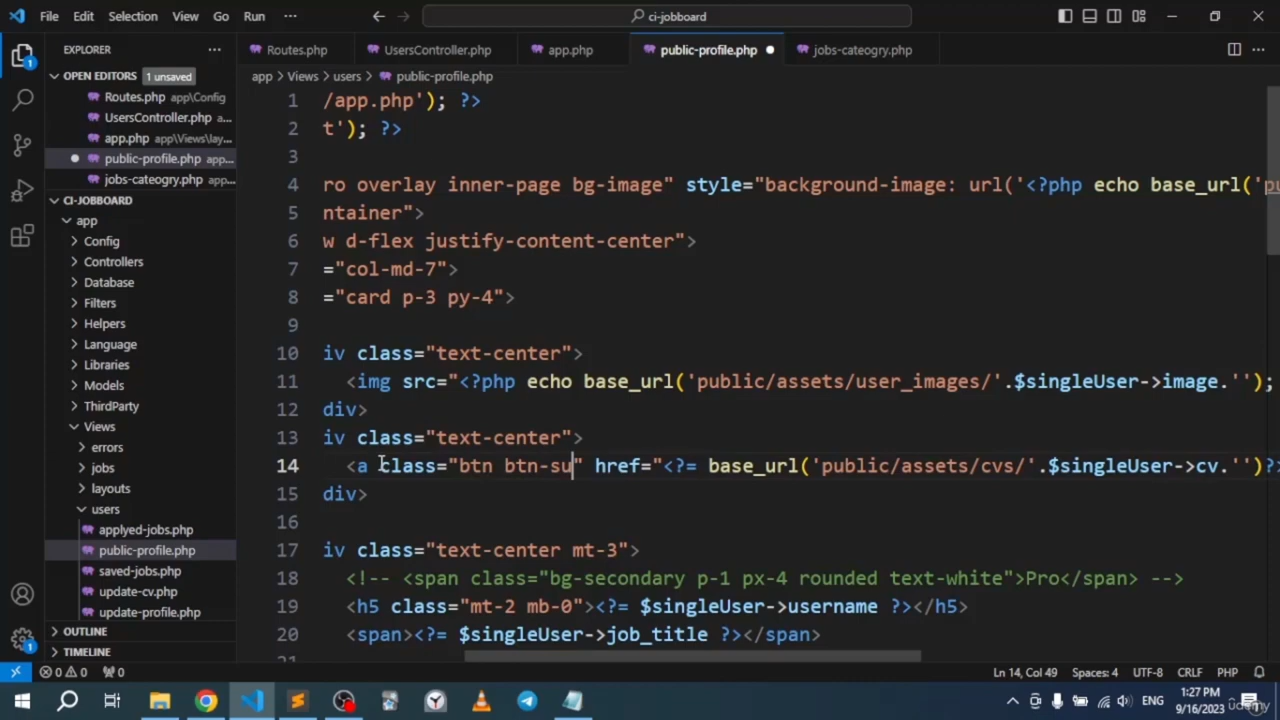 File Edit Selection View Go Run ci-jobboard
EXPLORER
Routes.php UsersController.php app.php public-profile.php jobs-cateogry.php
OPEN EDITORS 1 unsaved
app > Views > users > public-profile.php
Routes.php app\Config
UsersController.php a...
app.php app\Views\lay...
public-profile.php app...
jobs-cateogry.php app...
CI-JOBBOARD
app
Config
Controllers
Database
Filters
Helpers
Language
Libraries
Models
ThirdParty
Views
errors
jobs
layouts
users
applyed-jobs.php
public-profile.php
saved-jobs.php
update-cv.php
update-profile.php
OUTLINE
TIMELINE
1 /app.php'); ?>
2 t'); ?>
3
4 ro overlay inner-page bg-image" style="background-image: url('<?php echo base_url('pu
5 ntainer">
6 w d-flex justify-content-center">
7 ="col-md-7">
8 ="card p-3 py-4">
9
10 iv class="text-center">
11 <img src="<?php echo base_url('public/assets/user_images/'.$singleUser->image.'');
12 div>
13 iv class="text-center">
14 <a class="btn btn-su" href="<?= base_url('public/assets/cvs/'.$singleUser->cv.'')?>
15 div>
16
17 iv class="text-center mt-3">
18 <!-- <span class="bg-secondary p-1 px-4 rounded text-white">Pro</span> -->
19 <h5 class="mt-2 mb-0"><?= $singleUser->username ?></h5>
20 <span><?= $singleUser->job_title ?></span>
21
0 0 0 Ln 14, Col 49 Spaces: 4 UTF-8 CRLF PHP
ENG 1:27 PM
9/16/2023
udemy